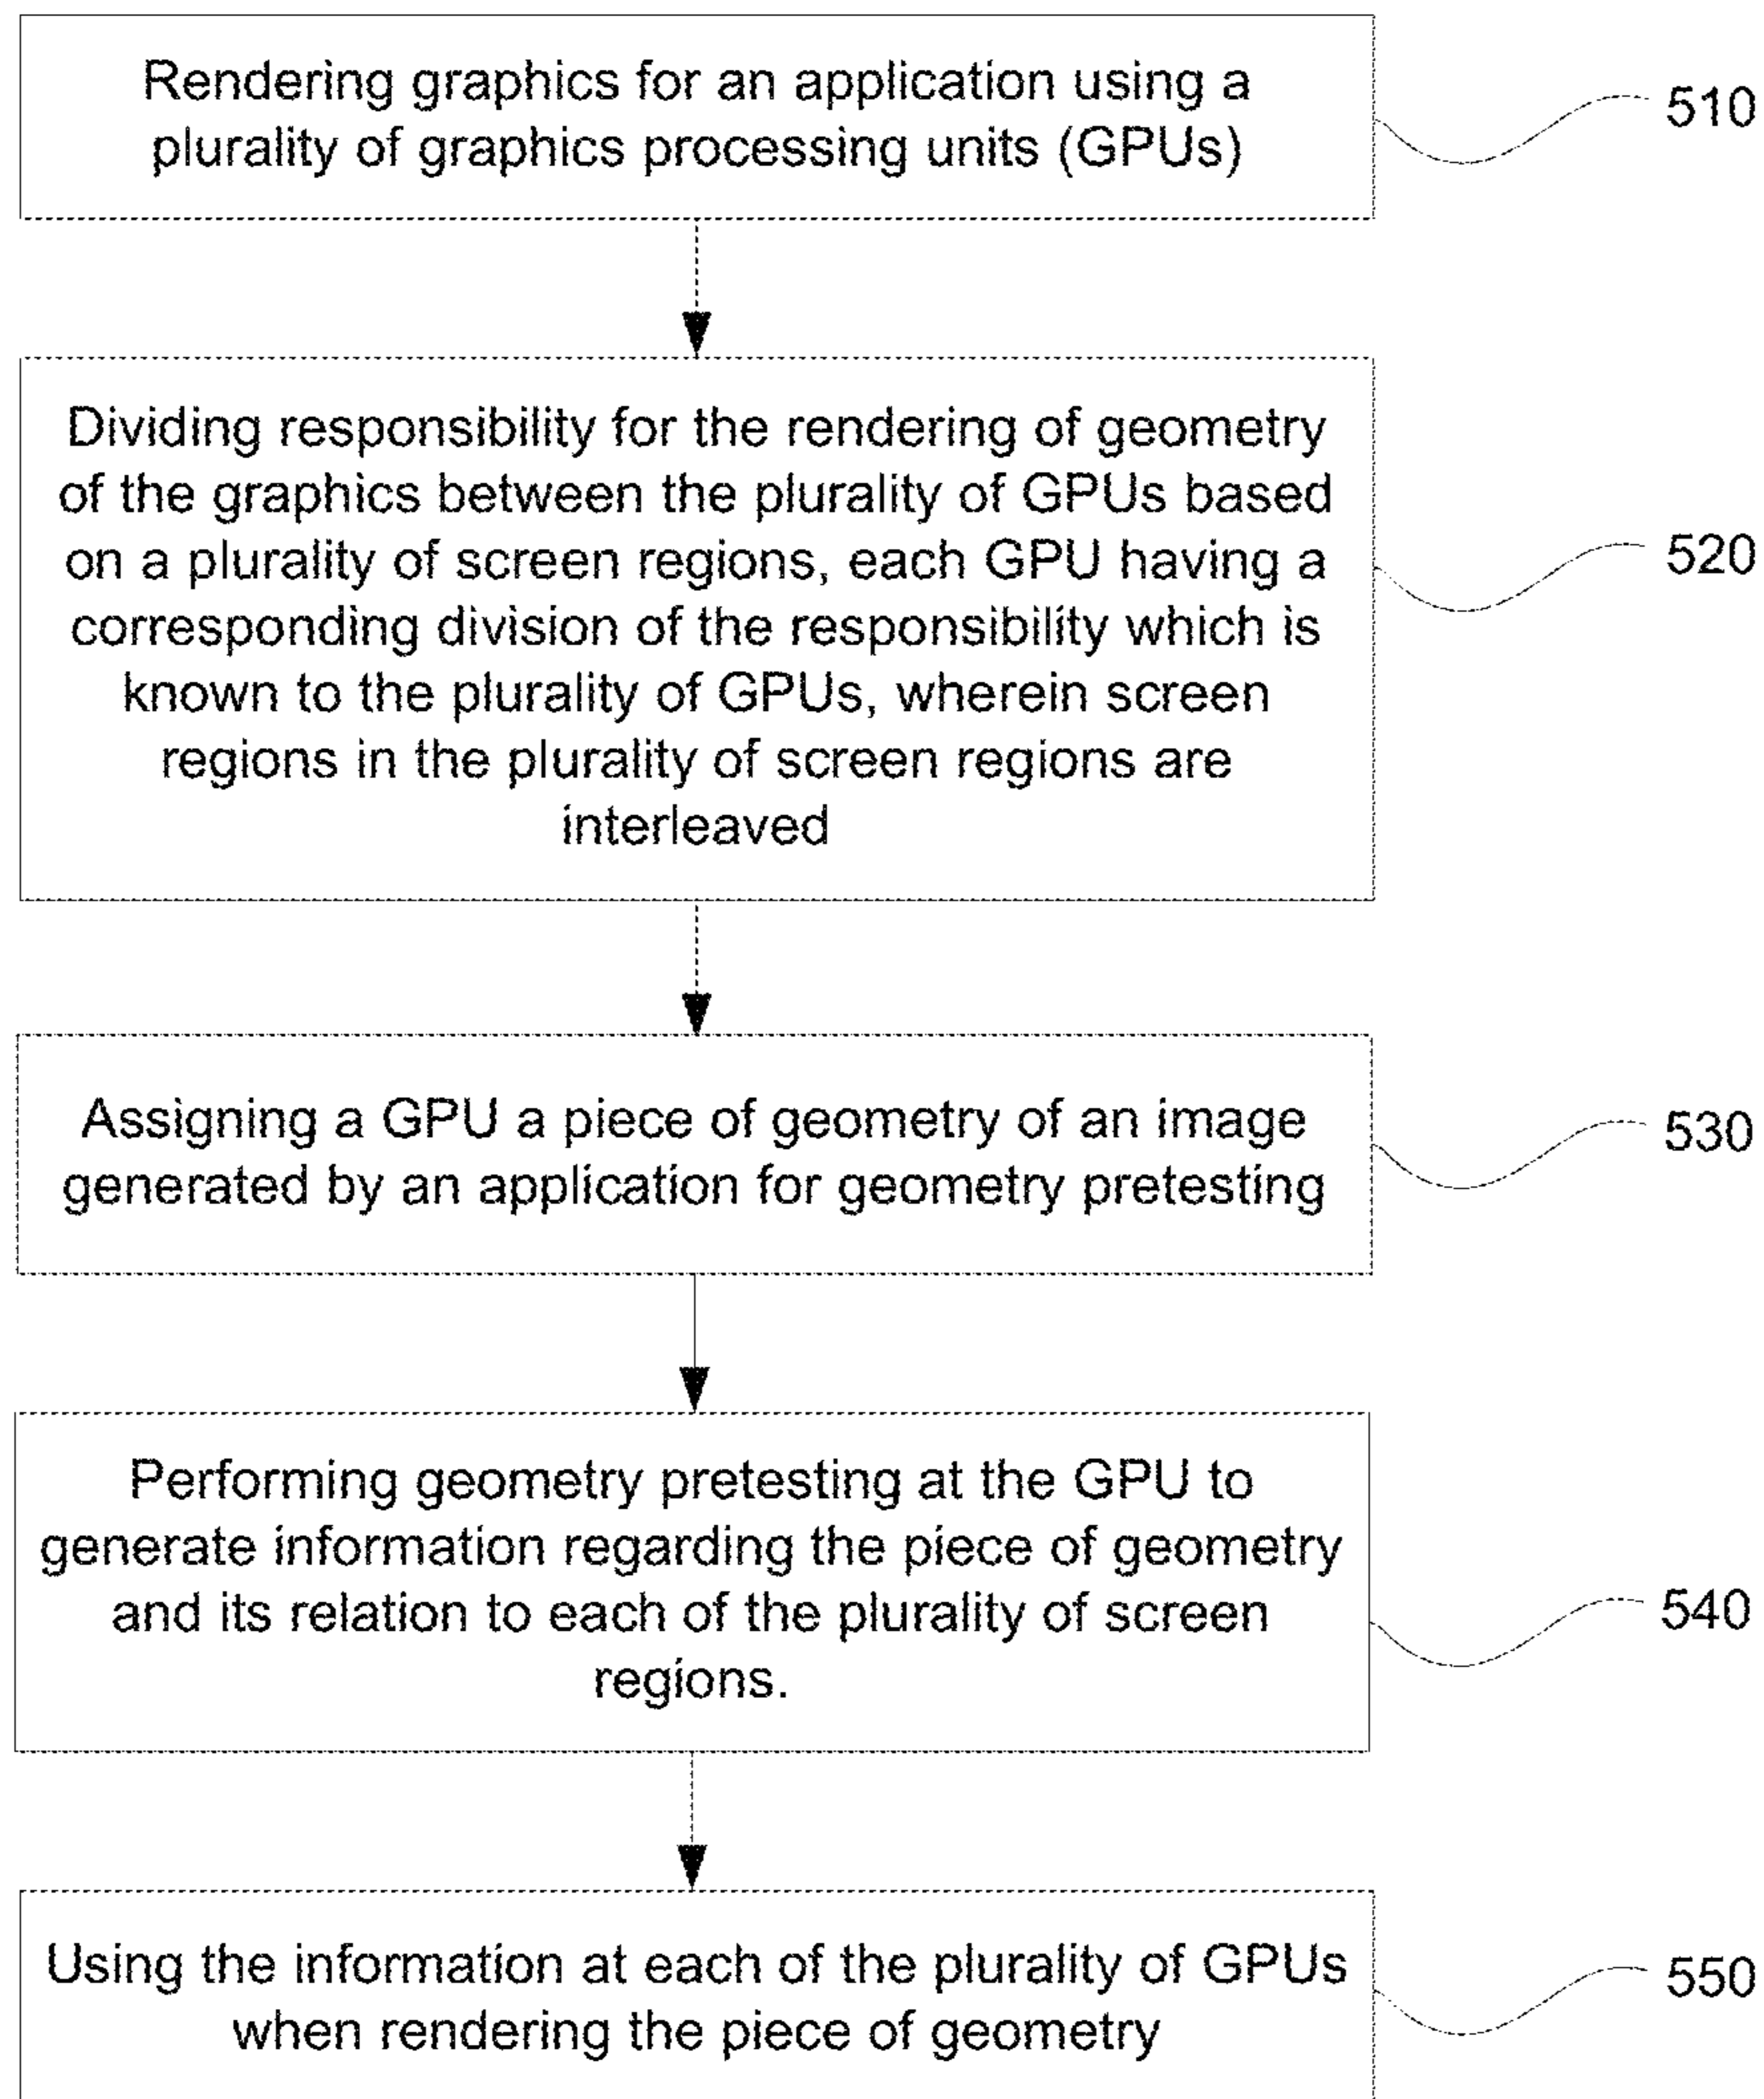 Rendering graphics for an application using a
plurality of graphics processing units (GPUs)
510
Dividing responsibility for the rendering of geometry
of the graphics between the plurality of GPUs based
on a plurality of screen regions, each GPU having a
corresponding division of the responsibility which is
known to the plurality of GPUs, wherein screen
regions in the plurality of screen regions are
interleaved
520
Assigning a GPU a piece of geometry of an image
generated by an application for geometry pretesting
530
Performing geometry pretesting at the GPU to
generate information regarding the piece of geometry
and its relation to each of the plurality of screen
regions.
540
Using the information at each of the plurality of GPUs
when rendering the piece of geometry
550